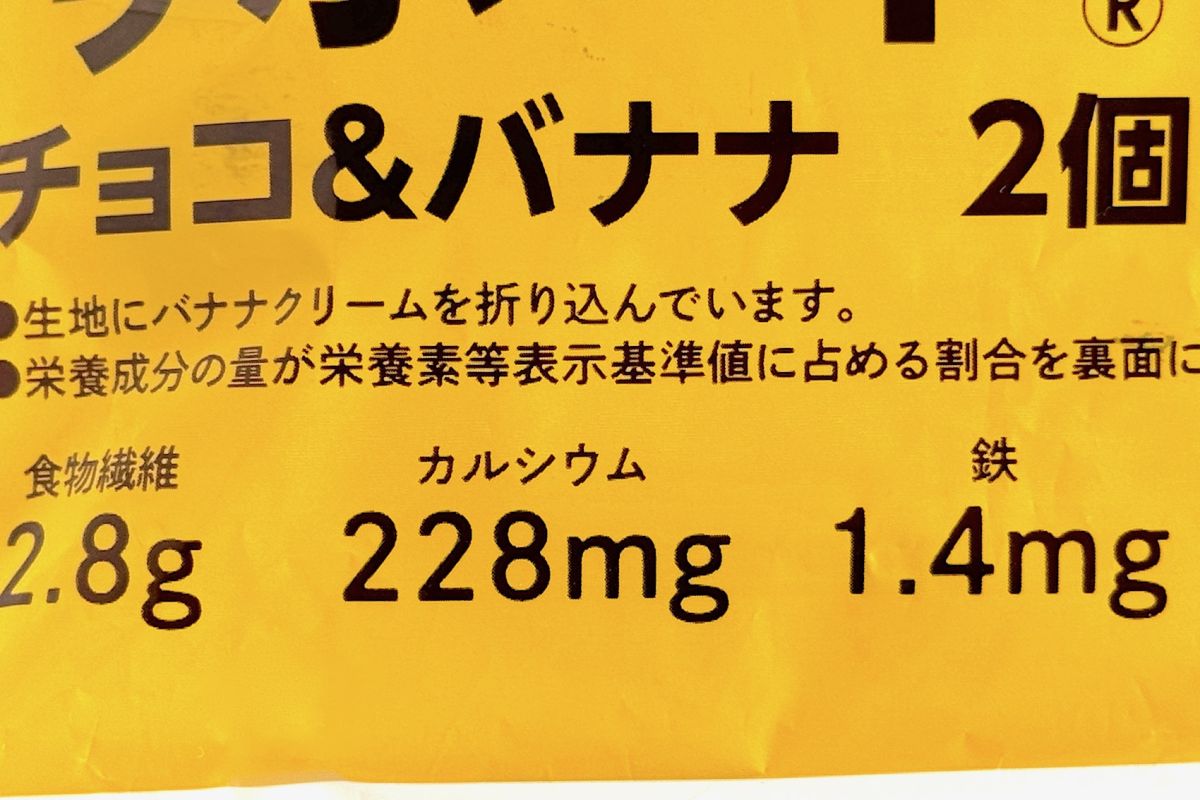 ®
チョコ&バナナ 2個
●生地にバナナクリームを折り込んでいます。
●栄養成分の量が栄養素等表示基準値に占める割合を裏面に
食物繊維 カルシウム 鉄
2.8g 228mg 1.4mg